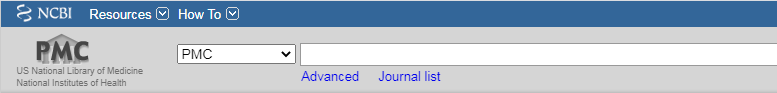 NCBI Resources How To
PMC PMC
US National Library of Medicine
National Institutes of Health
Advanced Journal list